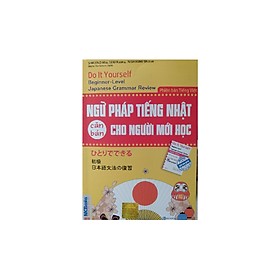 Do It Yourself
Beginner-Level
Japanese Grammar Review
Phiên bản Tiếng Việt
NGỮ PHÁP TIẾNG NHẬT
căn bản
CHO NGƯỜI MỚI HỌC
ひとりでできる
初級
日本語文法の復習